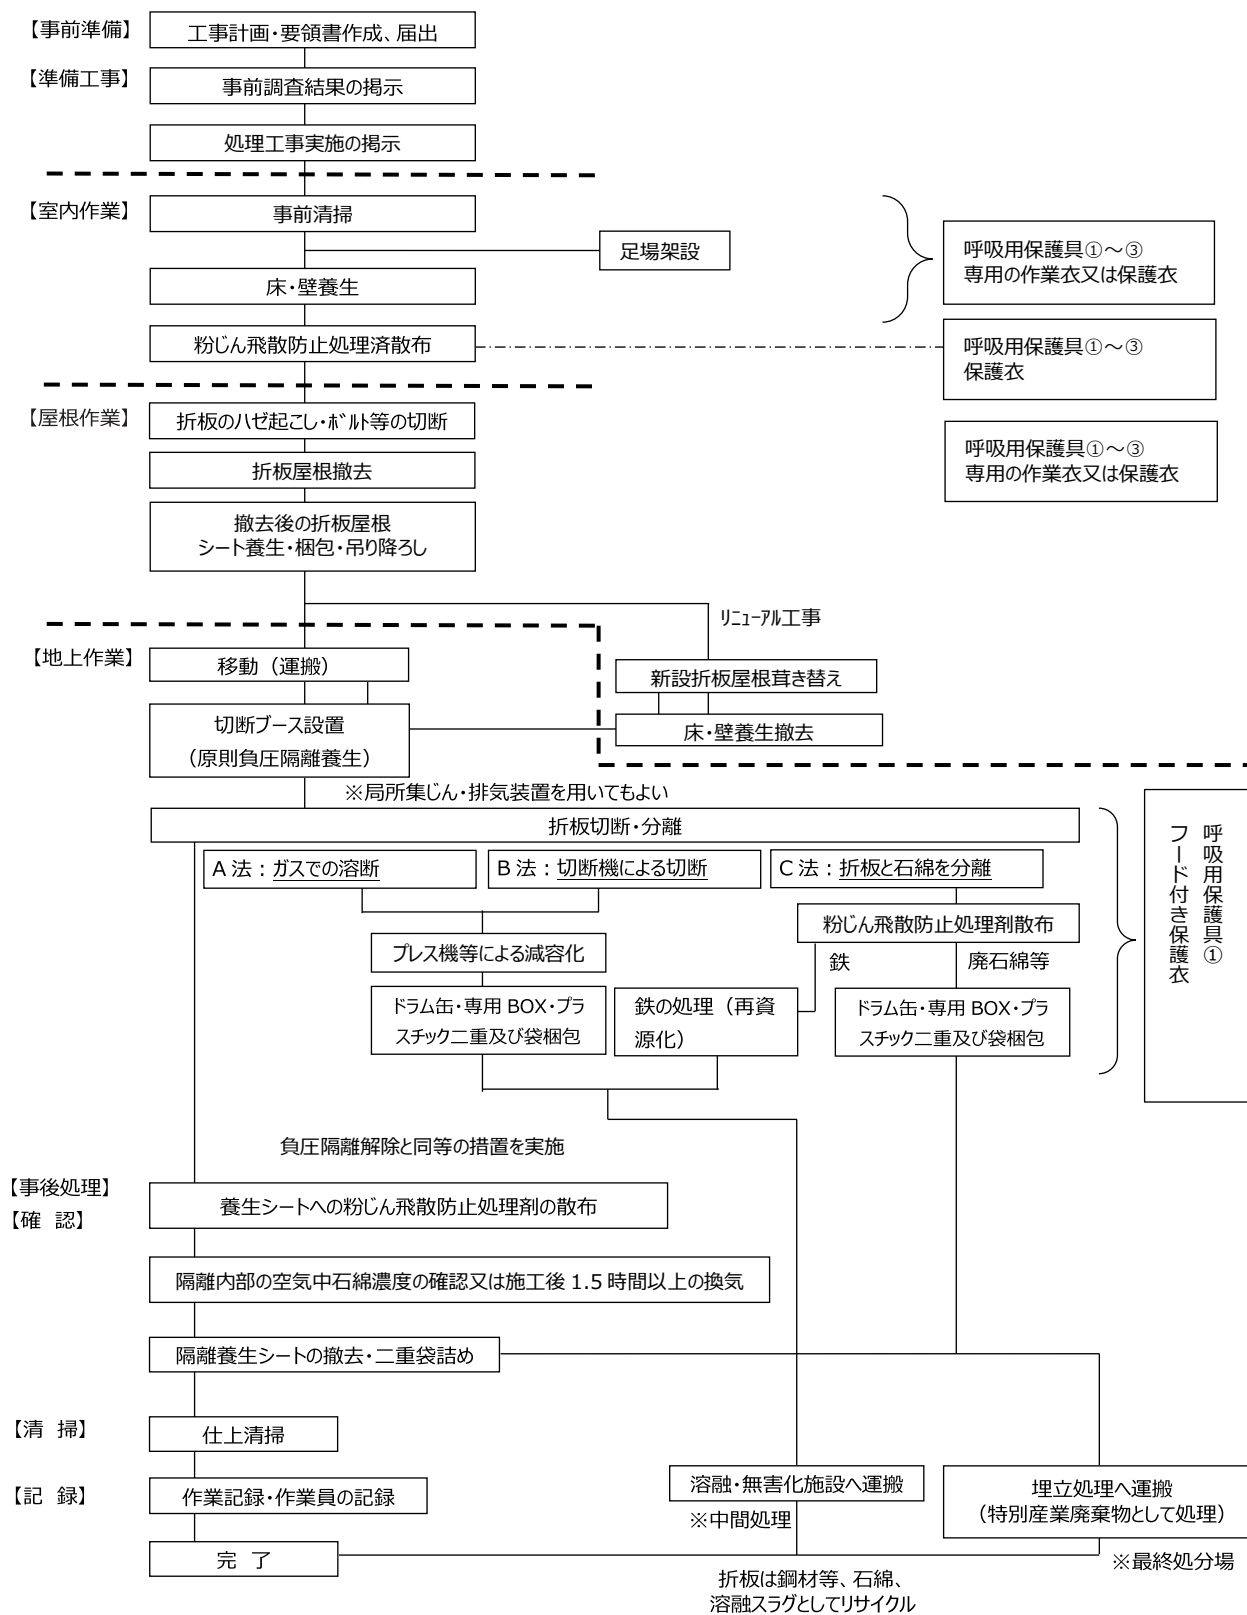 【事前準備】
工事計画・要領書作成、届出
【準備工事】
事前調査結果の掲示
処理工事実施の掲示
【室内作業】
事前清掃
足場架設
呼吸用保護具①～③
専用の作業衣又は保護衣
床・壁養生
粉じん飛散防止処理済散布
呼吸用保護具①～③
保護衣
【屋根作業】
折板のハゼ起こし・ボルト等の切断
呼吸用保護具①～③
専用の作業衣又は保護衣
折板屋根撤去
撤去後の折板屋根
シート養生・梱包・吊り降ろし
リニューアル工事
【地上作業】
移動（運搬）
新設折板屋根葺き替え
切断ブース設置
（原則負圧隔離養生）
床・壁養生撤去
※局所集じん・排気装置を用いてもよい
折板切断・分離
呼吸用保護具①
フード付き保護衣
A 法：ガスでの溶断
B 法：切断機による切断
C 法：折板と石綿を分離
粉じん飛散防止処理剤散布
プレス機等による減容化
鉄
廃石綿等
ドラム缶・専用 BOX・プラ
スチック二重及び袋梱包
鉄の処理（再資
源化）
ドラム缶・専用 BOX・プラ
スチック二重及び袋梱包
負圧隔離解除と同等の措置を実施
【事後処理】
【確　認】
養生シートへの粉じん飛散防止処理剤の散布
隔離内部の空気中石綿濃度の確認又は施工後 1.5 時間以上の換気
隔離養生シートの撤去・二重袋詰め
【清　掃】
仕上清掃
【記　録】
作業記録・作業員の記録
溶融・無害化施設へ運搬
※中間処理
埋立処理へ運搬
（特別産業廃棄物として処理）
※最終処分場
完　了
折板は鋼材等、石綿、
溶融スラグとしてリサイクル